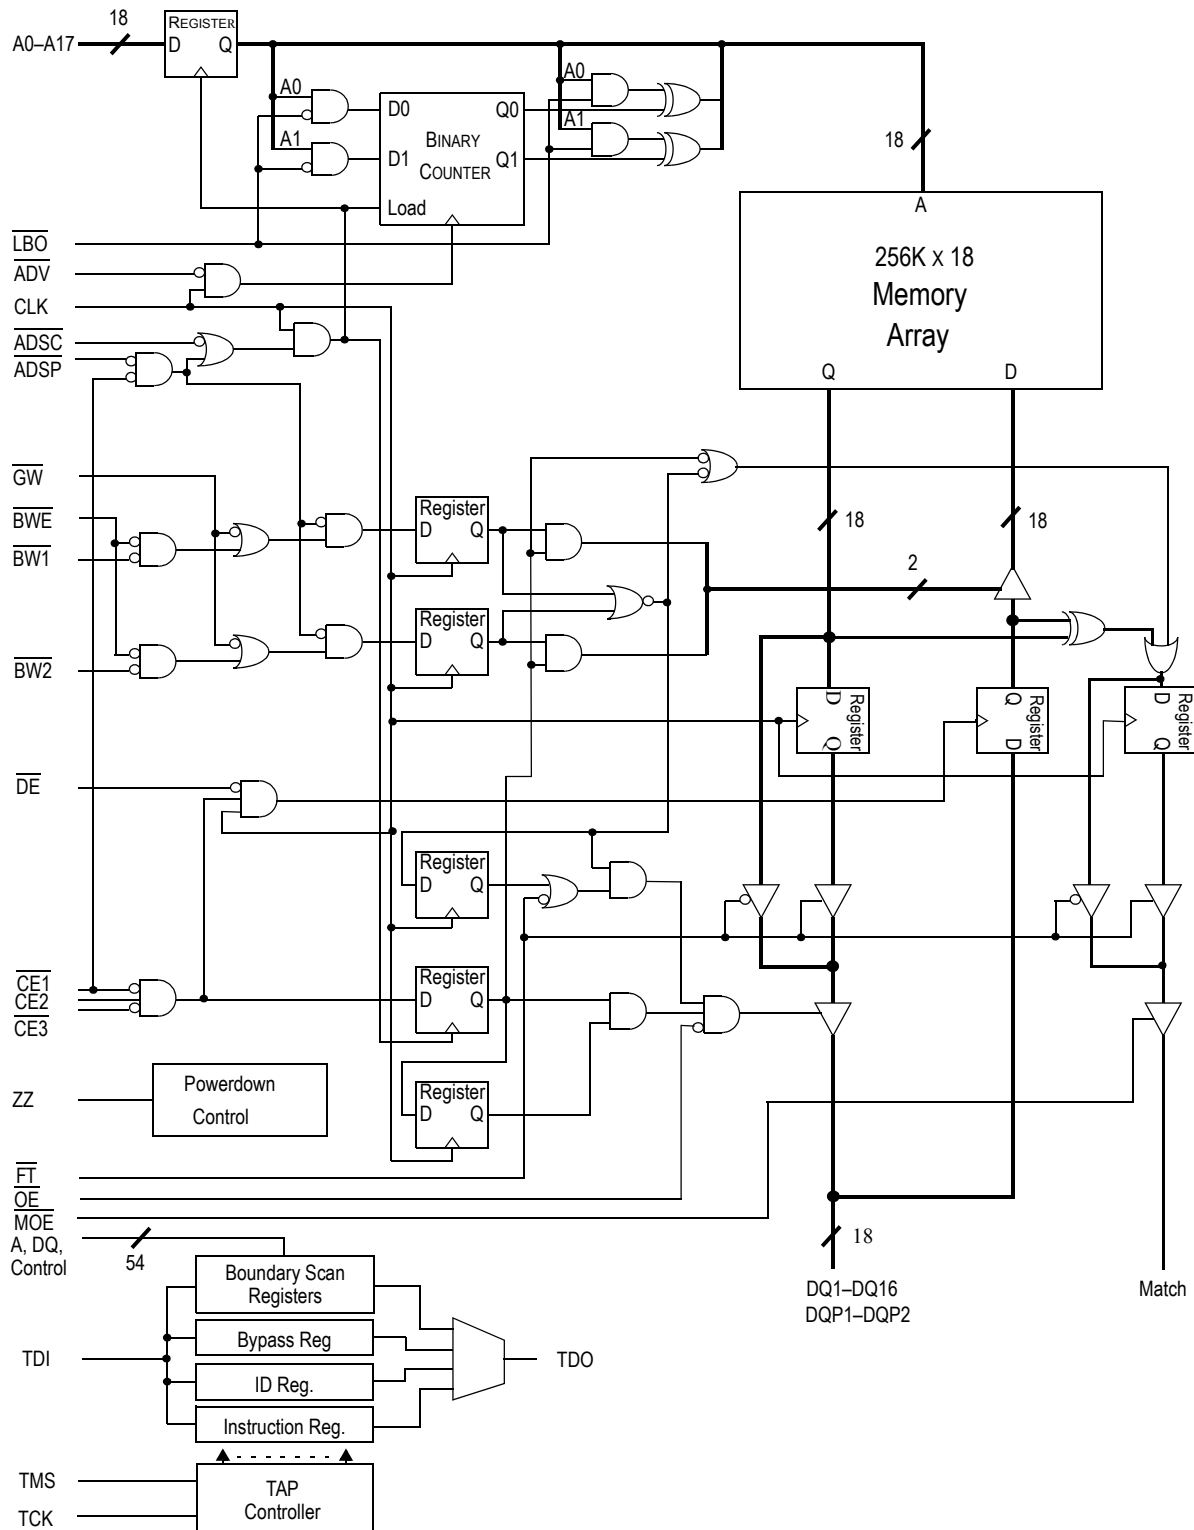 18
REGISTER
A0–A17
D Q
A0
A0
D0
Q0
BINARY
A1
A1
D1
Q1
COUNTER
18
Load
A
LBO
256K X 18
ADV
Memory
CLK
Array
ADSC
ADSP
Q
D
GW
Register
D Q
18
18
BWE
BW1
2
Register
D Q
BW2
D
Q
Register
Q
D
Register
D
Q
Register
DE
Register
D Q
CE1
CE2
CE3
Register
D Q
ZZ
Powerdown
Control
Register
D Q
FT
OE
MOE
A, DQ,
Control
54
18
Boundary Scan
Registers
DQ1–DQ16
DQP1–DQP2
Match
Bypass Reg
TDI
TDO
ID Reg.
Instruction Reg.
TMS
TAP
Controller
TCK